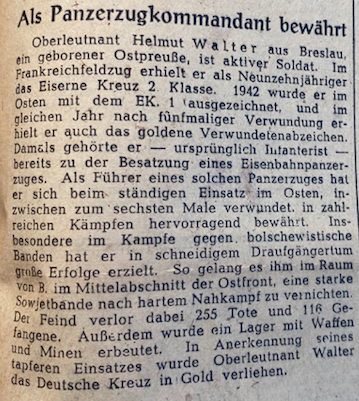 Als Panzerzugkommandant bewährt
Oberleutnant Helmut Walter aus Breslau,
ein geborener Ostpreuße, ist aktiver Soldat. Im
Frankreichfeldzug erhielt er als Neunzehnjähriger
das Eiserne Kreuz 2. Klasse. 1942 wurde er im
Osten mit dem EK. 1 ausgezeichnet, und im
gleichen Jahr nach fünfmaliger Verwundung er-
hielt er auch das goldene Verwundetenabzeichen.
Damals gehörte er — ursprünglich Infanterist —
bereits zu der Besatzung eines Eisenbahnpanzer-
zuges. Als Führer eines solchen Panzerzuges hat
er sich beim ständigen Einsatz im Osten, in-
zwischen zum sechsten Male verwundet, in zahl-
reichen Kämpfen hervorragend bewährt. Ins-
besondere im Kampfe gegen bolschewistische
Banden hat er in schneidigem Draufgängertum
große Erfolge erzielt. So gelang es ihm im Raum
von B. im Mittelabschnitt der Ostfront, eine starke
Sowjetbande nach hartem Nahkampf zu vernichten.
Der Feind verlor dabei 255 Tote und 116 Ge-
fangene. Außerdem wurde ein Lager mit Waffen
und Minen erbeutet. In Anerkennung seines
tapferen Einsatzes wurde Oberleutnant Walter
das Deutsche Kreuz in Gold verliehen.